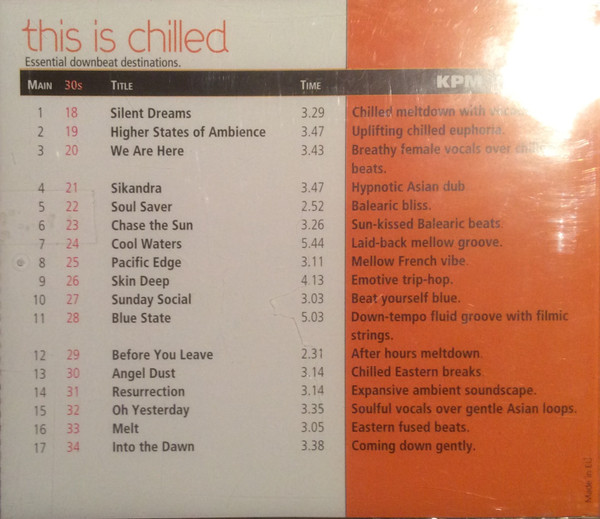 this is chilled
Essential downbeat destinations.
MAIN 30s TITLE TIME KPM
1 18 Silent Dreams 3.29 Chilled meltdown with
2 19 Higher States of Ambience 3.47 Uplifting chilled euphoria.
3 20 We Are Here 3.43 Breathy female vocals over
beats.
4 21 Sikandra 3.47 Hypnotic Asian dub
5 22 Soul Saver 2.52 Balearic bliss.
6 23 Chase the Sun 3.26 Sun-kissed Balearic beats.
7 24 Cool Waters 5.44 Laid-back mellow groove.
8 25 Pacific Edge 3.11 Mellow French vibe.
9 26 Skin Deep 4.13 Emotive trip-hop.
10 27 Sunday Social 3.03 Beat yourself blue.
11 28 Blue State 5.03 Down-tempo fluid groove with filmic
strings.
12 29 Before You Leave 2.31 After hours meltdown.
13 30 Angel Dust 3.14 Chilled Eastern breaks.
14 31 Resurrection 3.14 Expansive ambient soundscape.
15 32 Oh Yesterday 3.35 Soulful vocals over gentle Asian loops.
16 33 Melt 3.05 Eastern fused beats.
17 34 Into the Dawn 3.38 Coming down gently.
Made in EU